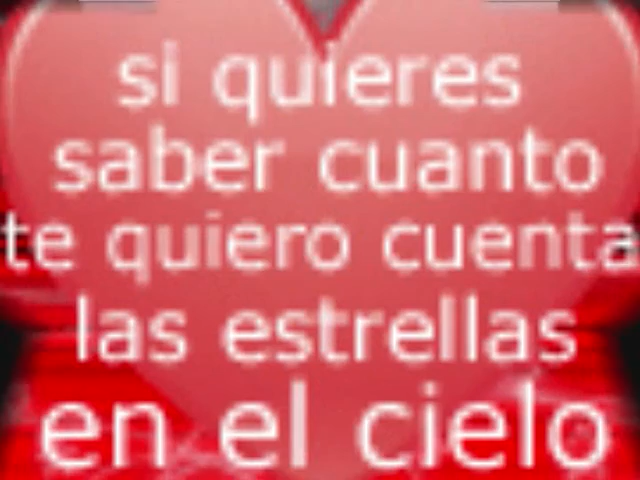 si quieres
saber cuanto
te quiero cuenta
las estrellas
en el cielo